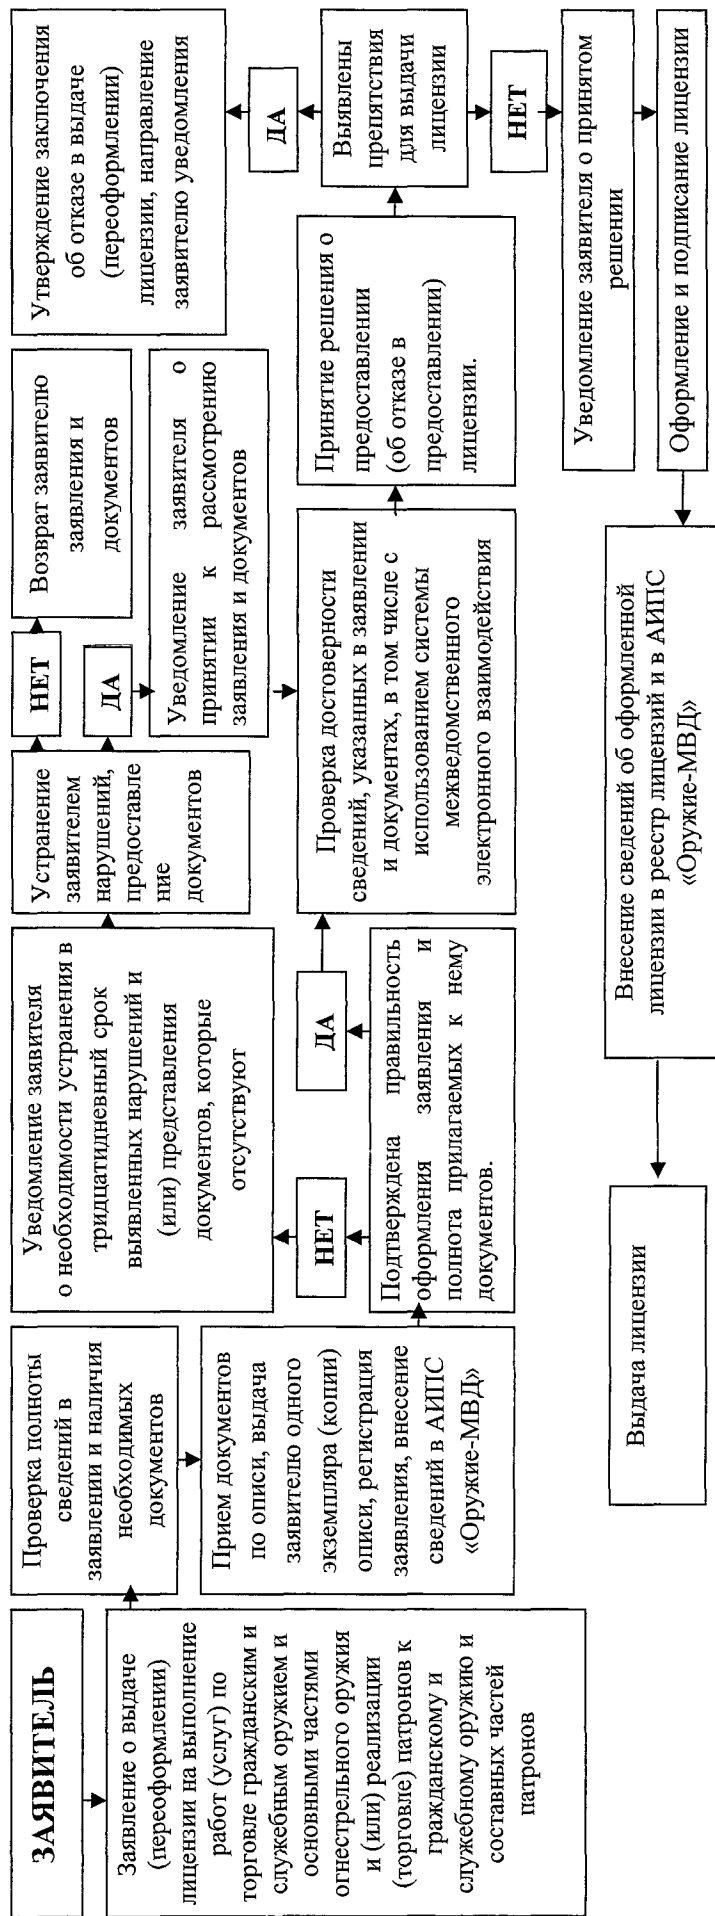 ЗАЯВИТЕЛЬ
Заявление о выдаче
(переоформлении)
лицензии на выполнение
работ (услуг) по
торговле гражданским и
служебным оружием и
основными частями
огнестрельного оружия
и (или) реализации
(торговле) патронов к
гражданскому и
служебному оружию и
составных частей
патронов
Проверка полноты
сведений в
заявлении и наличия
необходимых
документов
Прием документов
по описи, выдача
заявителю одного
экземпляра (копии)
описи, регистрация
заявления, внесение
сведений в АИПС
«Оружие-МВД»
Подтверждена правильность
оформления заявления и
полнота прилагаемых к нему
документов.
НЕТ
ДА
Уведомление заявителя
о необходимости устранения в
тридцатидневный срок
выявленных нарушений и
(или) представления
документов, которые
отсутствуют
Устранение
заявителем
нарушений,
предоставле
ние
документов
НЕТ
ДА
Возврат заявителю
заявления и
документов
Уведомление заявителя о
принятии к рассмотрению
заявления и документов
Проверка достоверности
сведений, указанных в заявлении
и документах, в том числе с
использованием системы
межведомственного
электронного взаимодействия
Принятие решения о
предоставлении
(об отказе в
предоставлении)
лицензии.
Выявлены
препятствия
для выдачи
лицензии
ДА
НЕТ
Утверждение заключения
об отказе в выдаче
(переоформлении)
лицензии, направление
заявителю уведомления
Уведомление заявителя о принятом
решении
Оформление и подписание лицензии
Внесение сведений об оформленной
лицензии в реестр лицензий и в АИПС
«Оружие-МВД»
Выдача лицензии